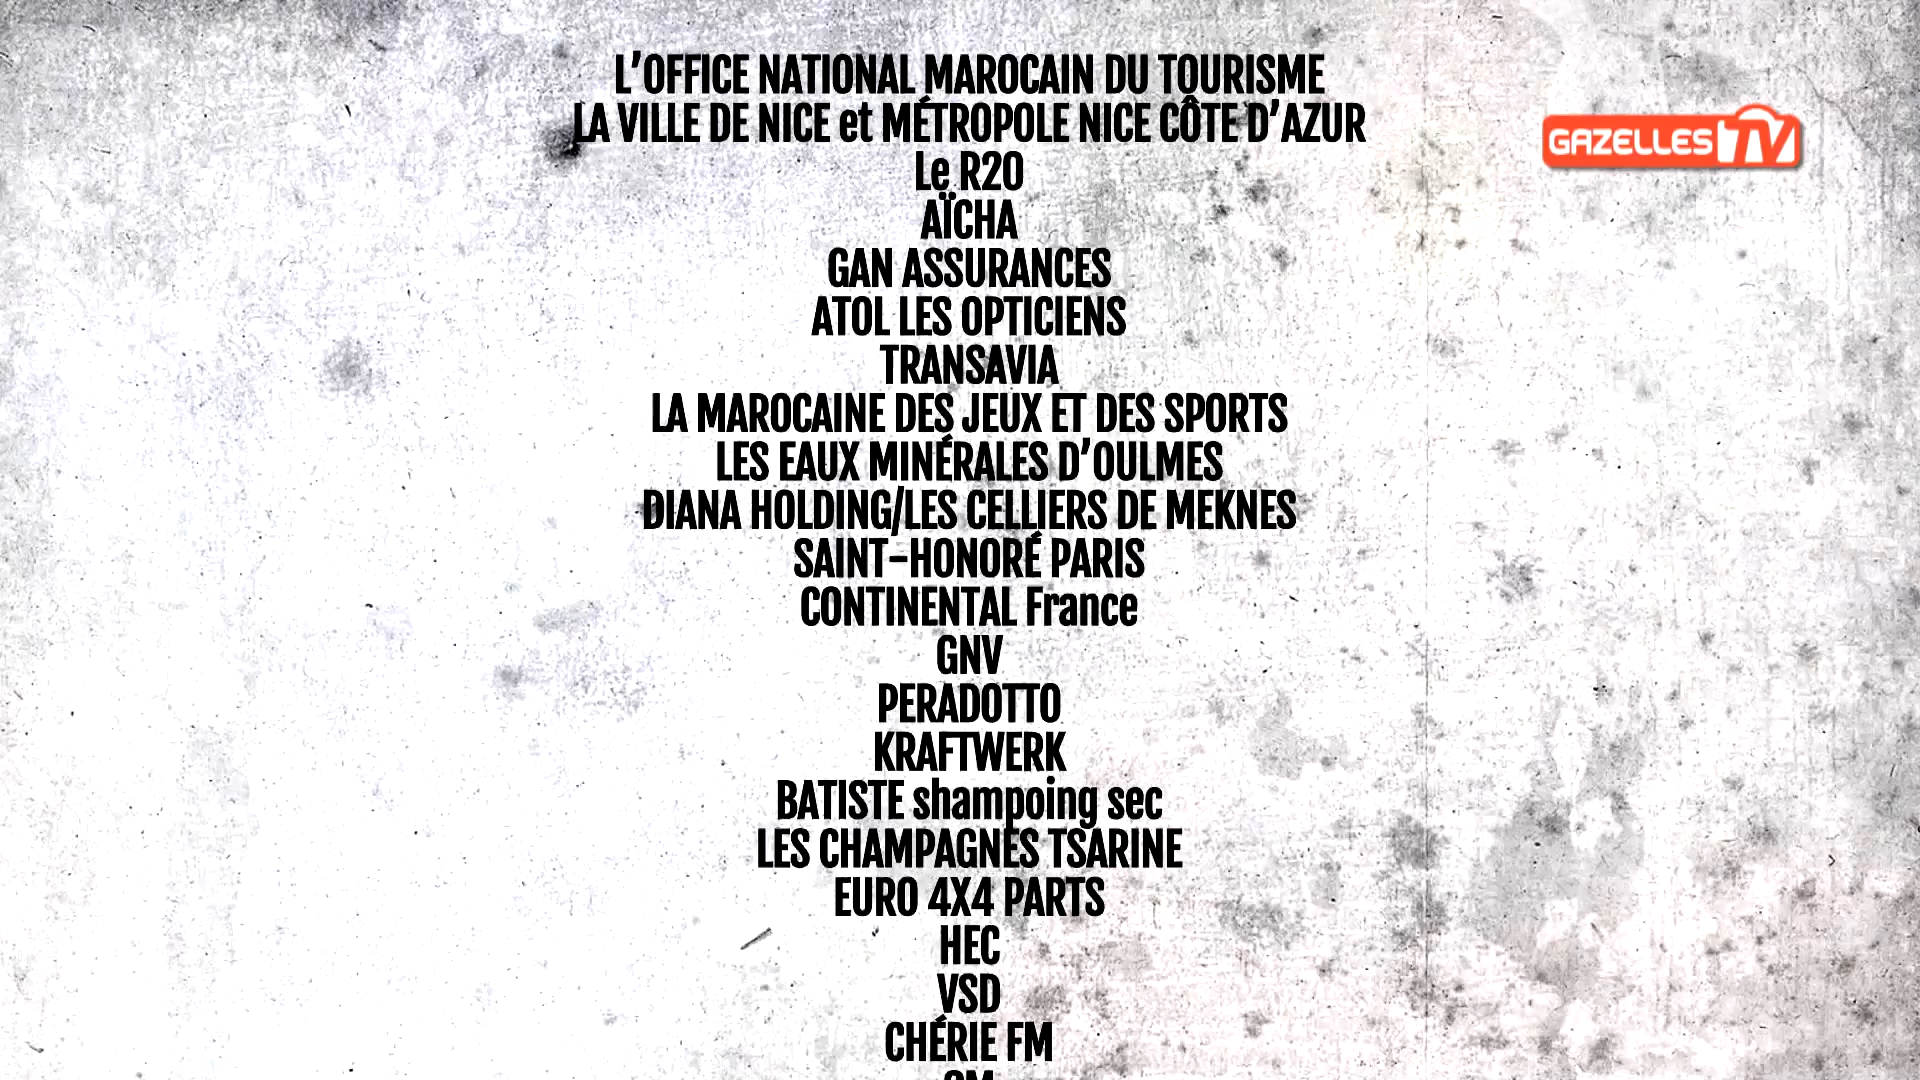 L'OFFICE NATIONAL MAROCAIN DU TOURISME
LA VILLE DE NICE et MÉTROPOLE NICE CÔTE D'AZUR
GAZELLES TV
Le R20
AÏCHA
GAN ASSURANCES
ATOL LES OPTICIENS
TRANSAVIA
LA MAROCAINE DES JEUX ET DES SPORTS
LES EAUX MINÉRALES D'OULMES
DIANA HOLDING/LES CELLIERS DE MEKNES
SAINT-HONORÉ PARIS
CONTINENTAL France
GNV
PERADOTTO
KRAFTWERK
BATISTE shampoing sec
LES CHAMPAGNES TSARINE
EURO 4X4 PARTS
HEC
VSD
CHÉRIE FM